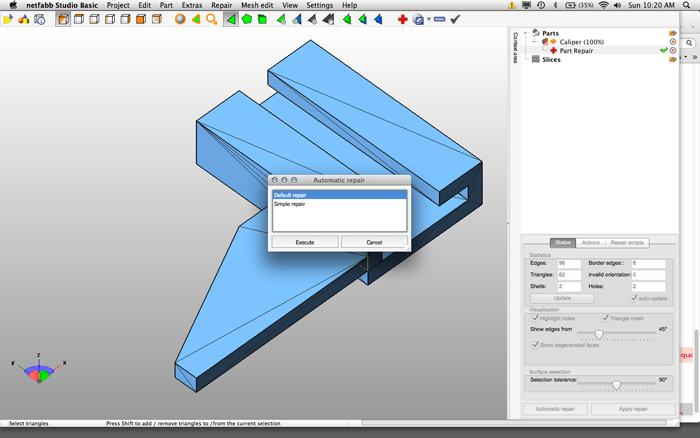 netfabb Studio Basic Project Edit Part Extras Repair Mesh edit View Settings Help (35%) Sun 10:20 AM
Context area
Parts
Caliper (100%)
Part Repair
Slices
Automatic repair
Default repair
Simple repair
Execute Cancel
Status Actions Repair scripts
Statistics
Edges: 96 Border edges: 6
Triangles: 62 invalid orientation: 0
Shells: 2 Holes: 2
Update auto-update
Visualization
Highlight holes Triangle mesh
Show edges from 45°
Show degenerated faces
Surface selection
Selection tolerance: 90°
Automatic repair Apply repair
z
y x
Select triangles Press Shift to add / remove triangles to /from the current selection
quo